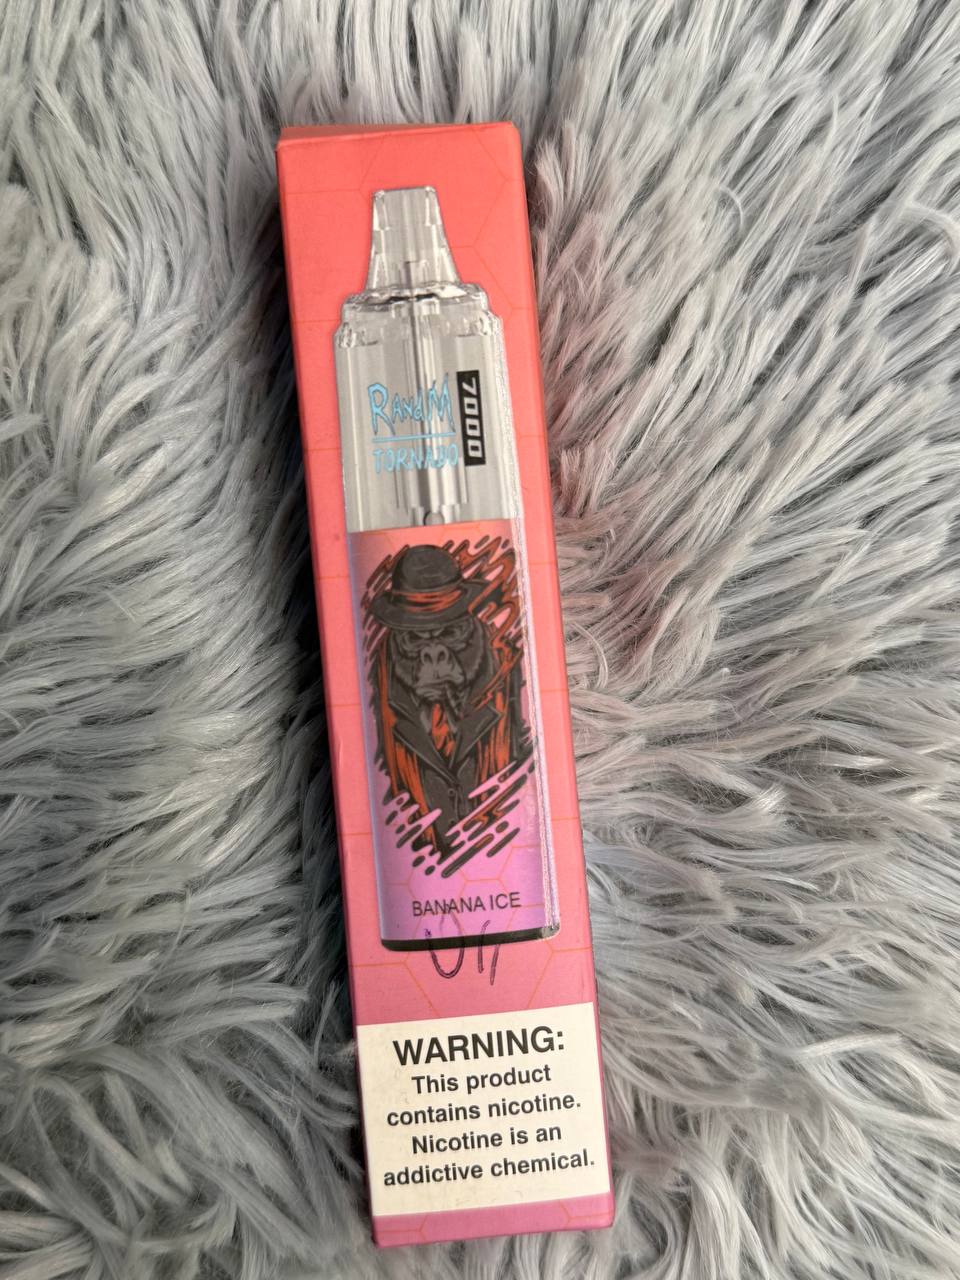 RandM
TORNADO
7000
BANANA ICE
WARNING:
This product
contains nicotine.
Nicotine is an
addictive chemical.